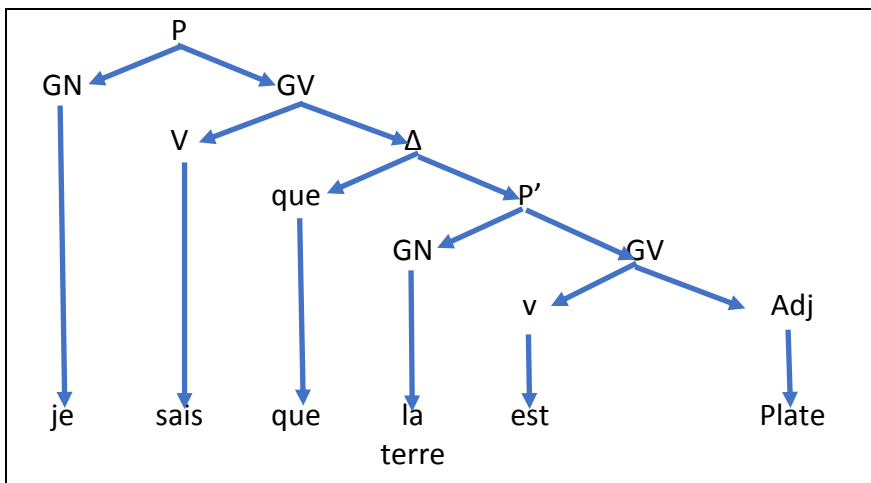 P
GN GV
V Δ
que P’
GN GV
v Adj
je sais que la est Plate
terre